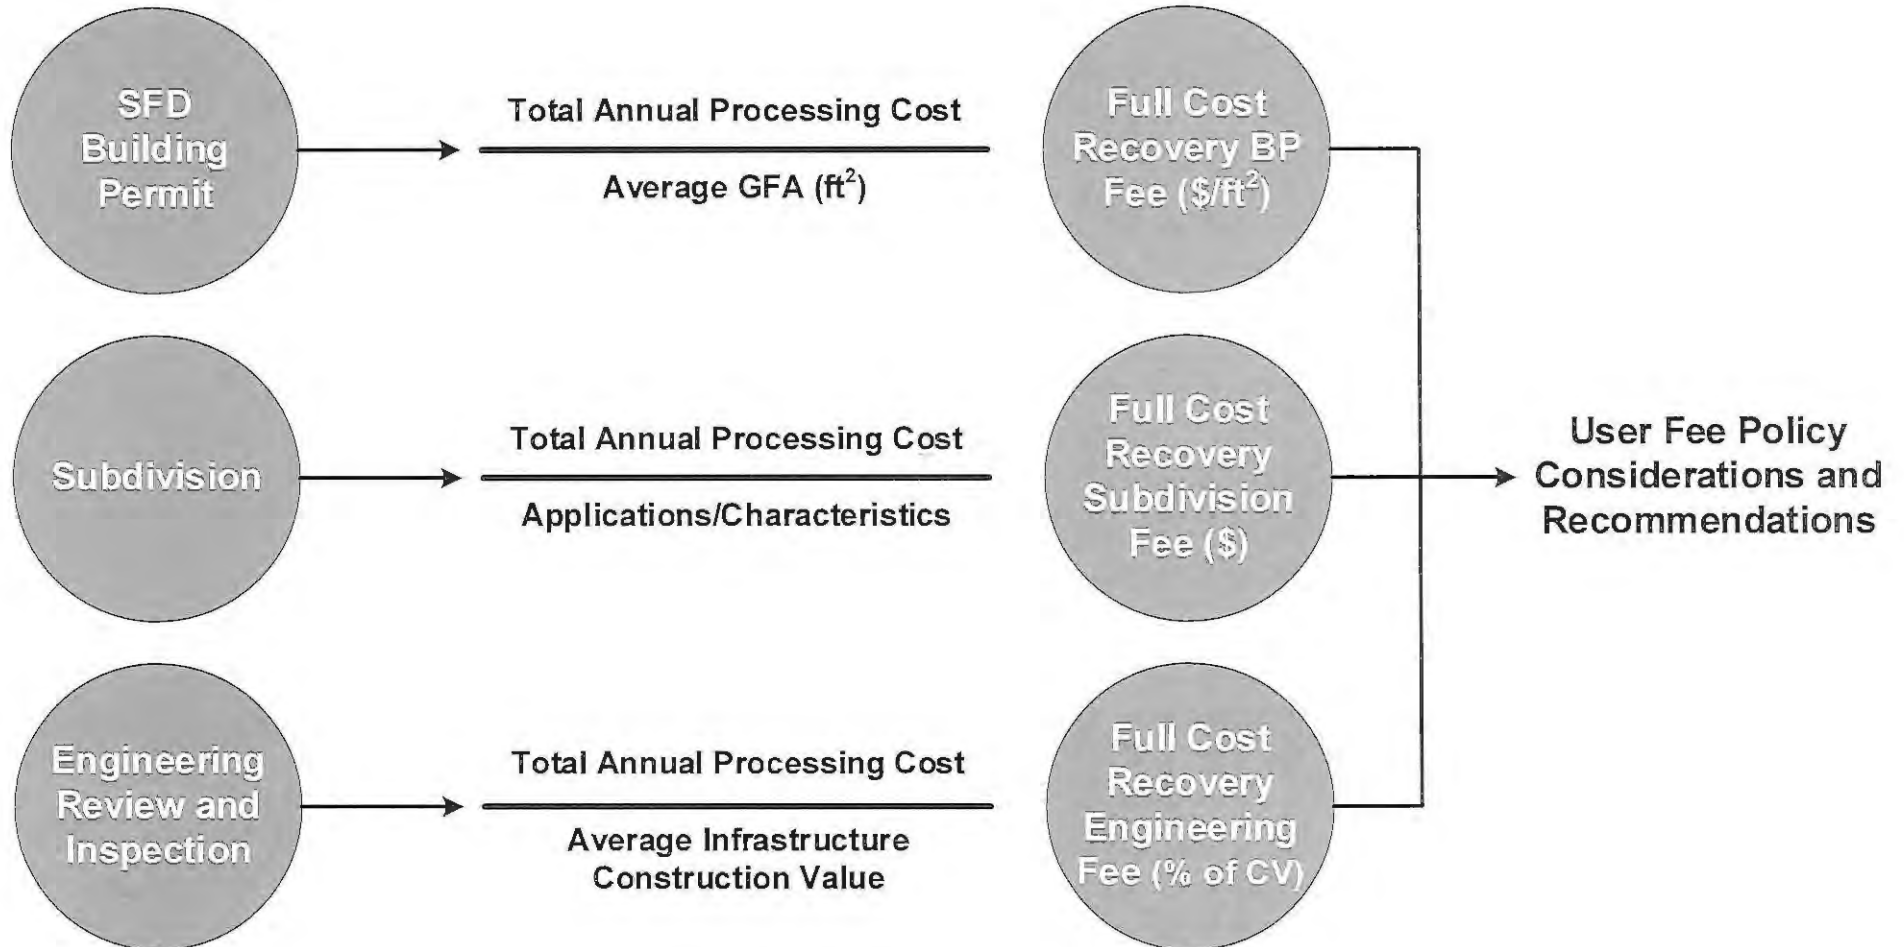 SFD
Building
Permit
Total Annual Processing Cost
Average GFA (ft²)
Full Cost
Recovery BP
Fee ($/ft²)
Subdivision
Total Annual Processing Cost
Applications/Characteristics
Full Cost
Recovery
Subdivision
Fee ($)
User Fee Policy
Considerations and
Recommendations
Engineering
Review and
Inspection
Total Annual Processing Cost
Average Infrastructure
Construction Value
Full Cost
Recovery
Engineering
Fee (% of CV)